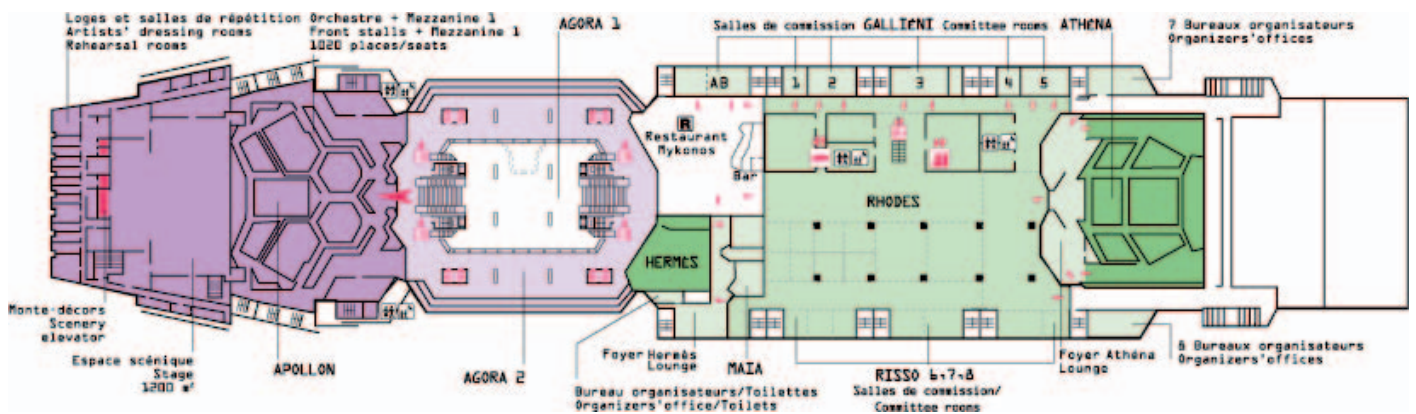 Loges et salles de répétition
Artists' dressing rooms
Rehearsal rooms
Orchestre + Mezzanine 1
Front stalls + Mezzanine 1
1020 places/seats
AGORA 1
Salles de commission GALLIENI Committee rooms
ATHÉNA
7 Bureaux organisateurs
Organizers'offices
AB
1
2
3
4
5
R
Restaurant
Mykonos
Bar
RHODES
HERMÈS
Monte-décors
Scenery
elevator
Espace scénique
Stage
1200 m²
APOLLON
AGORA 2
Foyer Hermès
Lounge
Bureau organisateurs/Toilettes
Organizers'office/Toilets
MAIA
RISSO 6,7,8
Salles de commission/
Committee rooms
Foyer Athéna
Lounge
6 Bureaux organisateurs
Organizers'offices